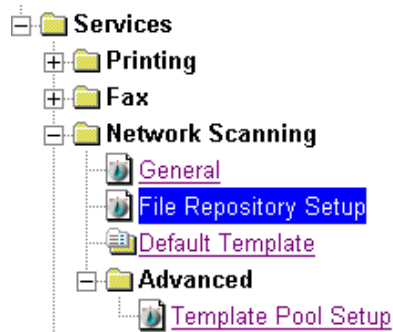 Services
Printing
Fax
Network Scanning
General
File Repository Setup
Default Template
Advanced
Template Pool Setup